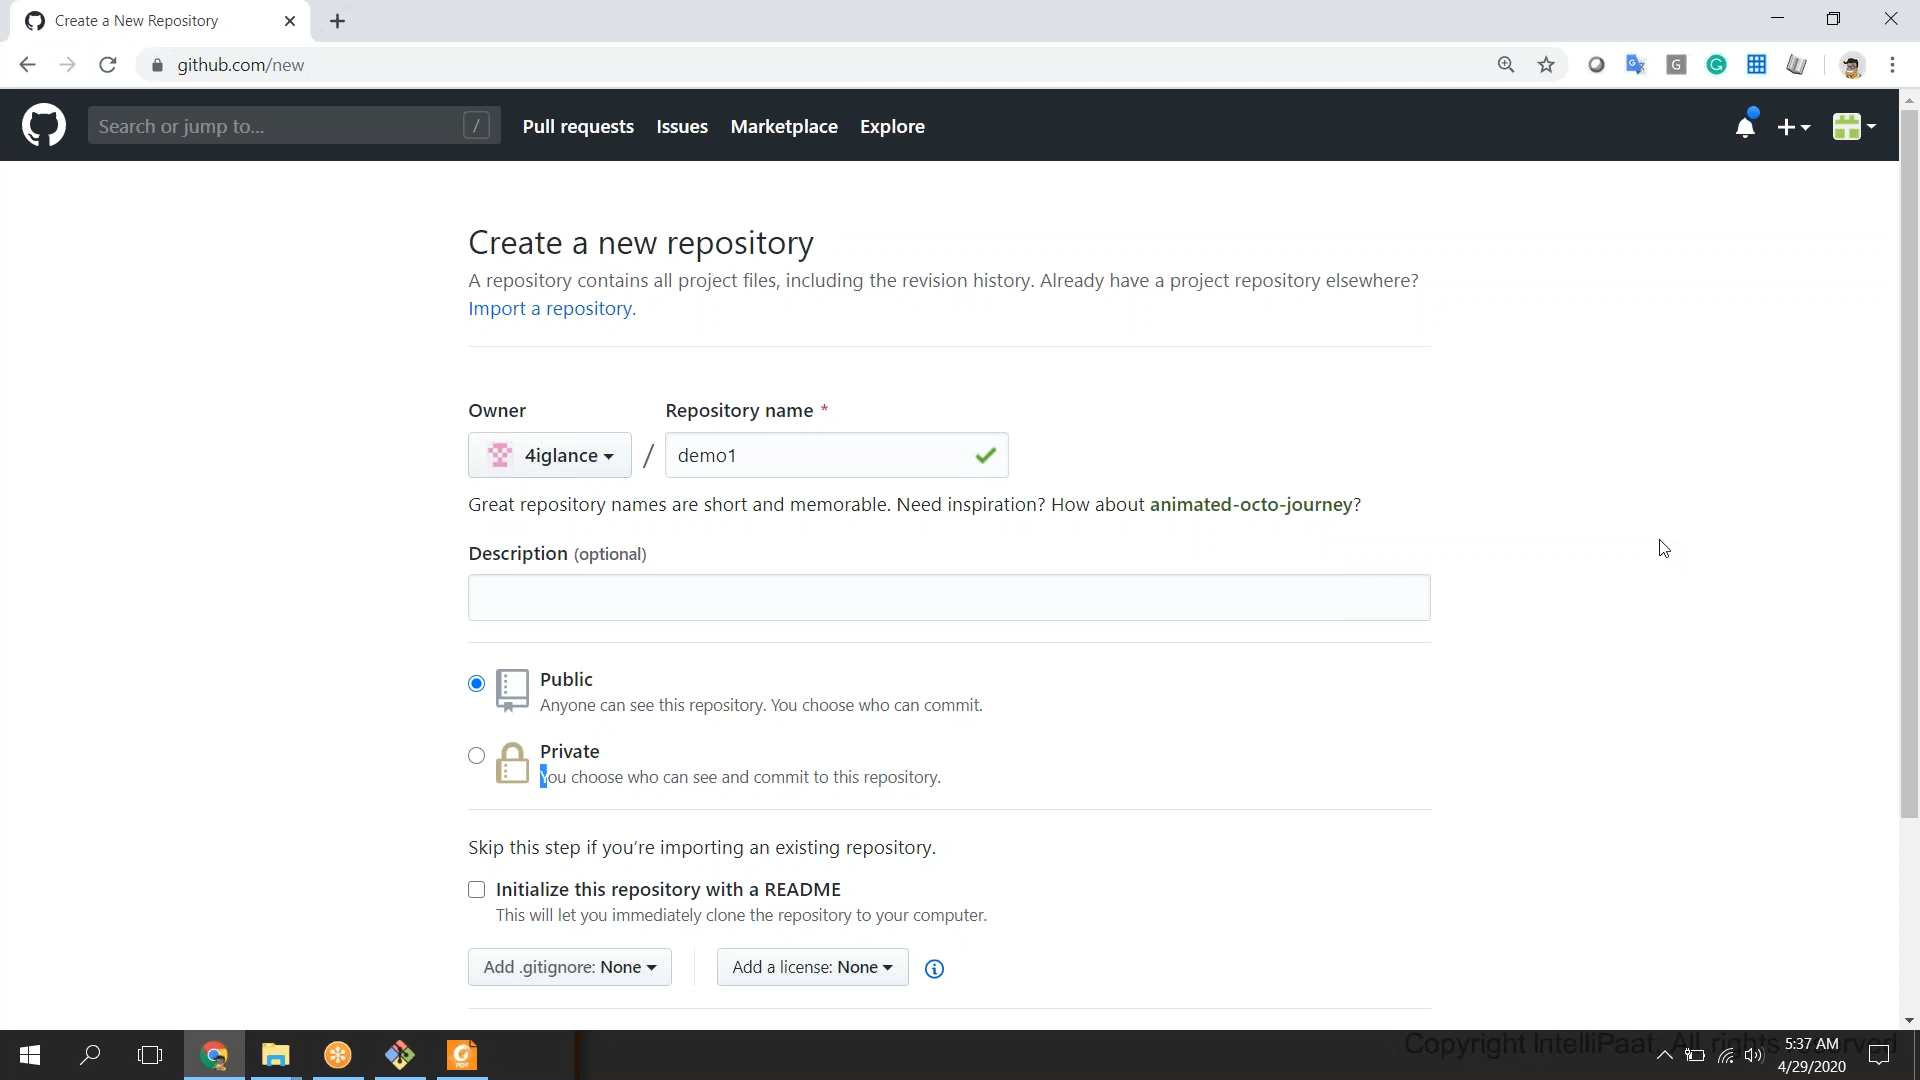 Create a New Repository
github.com/new
Search or jump to...
/
Pull requests
Issues
Marketplace
Explore
Create a new repository
A repository contains all project files, including the revision history. Already have a project repository elsewhere?
Import a repository.
Owner
Repository name *
4iglance
/
demo1
Great repository names are short and memorable. Need inspiration? How about animated-octo-journey?
Description (optional)
Public
Anyone can see this repository. You choose who can commit.
Private
You choose who can see and commit to this repository.
Skip this step if you're importing an existing repository.
Initialize this repository with a README
This will let you immediately clone the repository to your computer.
Add .gitignore: None
Add a license: None
Copyright IntelliPaat, All rights reserved
5:37 AM
4/29/2020